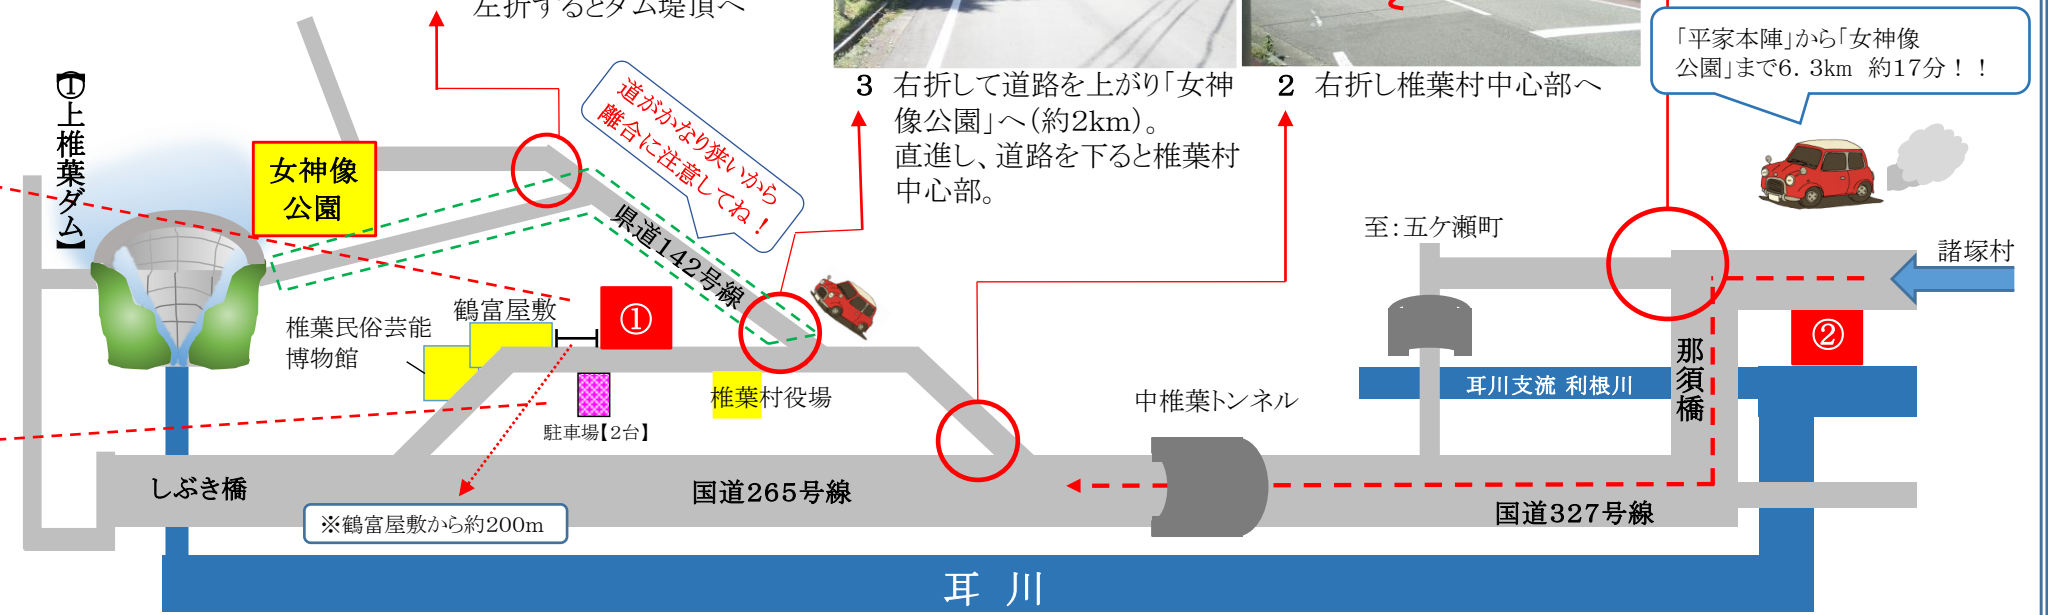 左折するとダム堤頂へ
3 右折して道路を上がり「女神
像公園」へ(約2km)。
直進し、道路を下ると椎葉村
中心部。
2 右折し椎葉村中心部へ
「平家本陣」から「女神像
公園」まで6.3km 約17分!!
【①上椎葉ダム】
女神像
公園
道がかなり狭いから
離合に注意してね!
県道142号線
至:五ケ瀬町
諸塚村
鶴富屋敷
①
椎葉民俗芸能
博物館
②
那須橋
耳川支流 利根川
椎葉村役場
中椎葉トンネル
駐車場【2台】
しぶき橋
国道265号線
国道327号線
※鶴富屋敷から約200m
耳 川